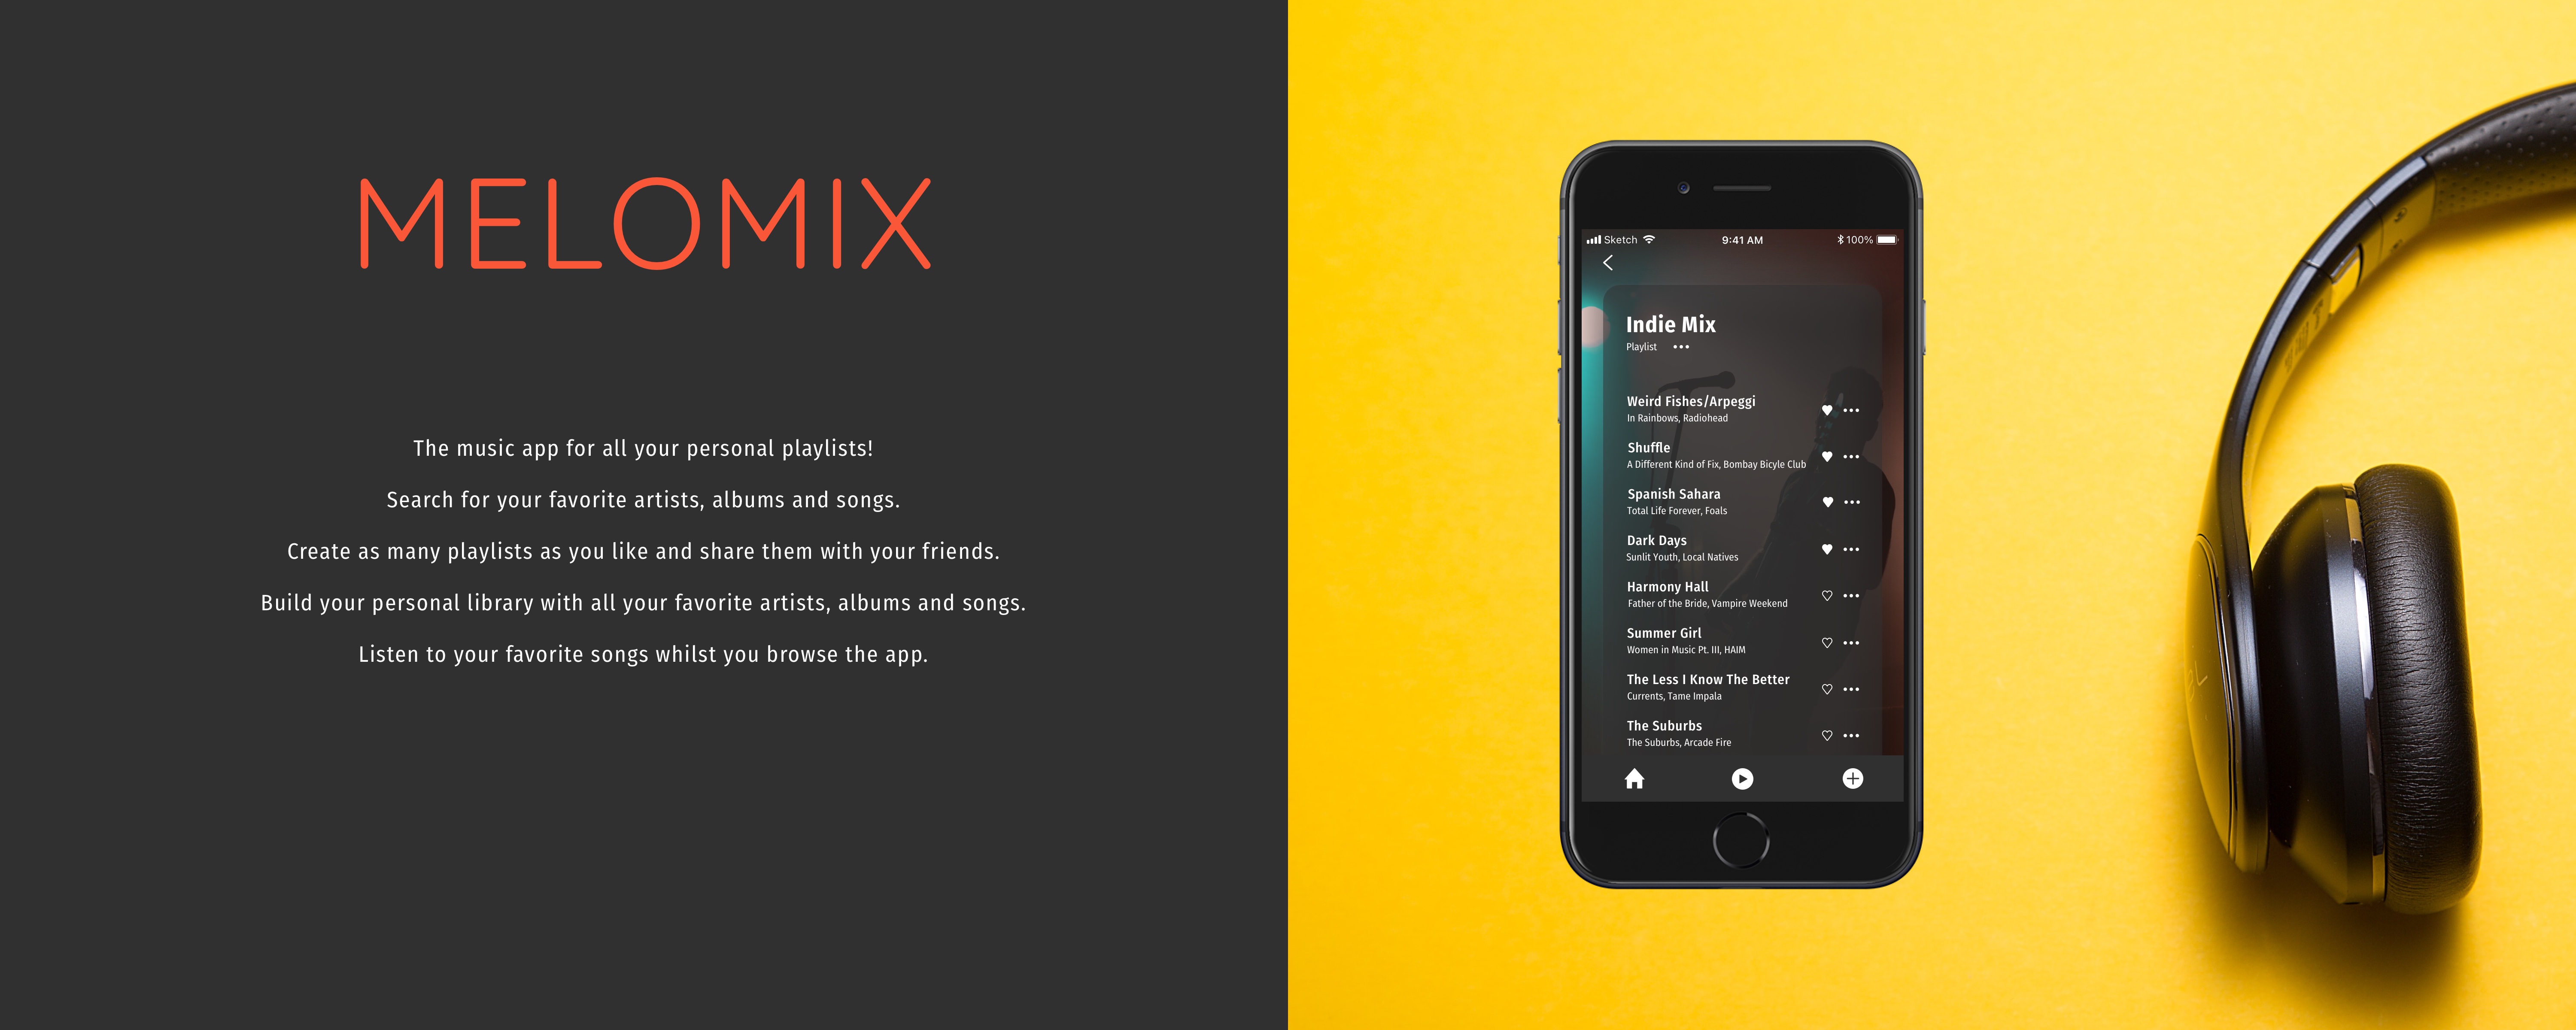 MELOMIX
The music app for all your personal playlists!
Search for your favorite artists, albums and songs.
Create as many playlists as you like and share them with your friends.
Build your personal library with all your favorite artists, albums and songs.
Listen to your favorite songs whilst you browse the app.
Sketch 9:41 AM 100%
Indie Mix
Playlist
Weird Fishes/Arpeggi
In Rainbows, Radiohead
Shuffle
A Different Kind of Fix, Bombay Bicyle Club
Spanish Sahara
Total Life Forever, Foals
Dark Days
Sunlit Youth, Local Natives
Harmony Hall
Father of the Bride, Vampire Weekend
Summer Girl
Women in Music Pt. III, HAIM
The Less I Know The Better
Currents, Tame Impala
The Suburbs
The Suburbs, Arcade Fire